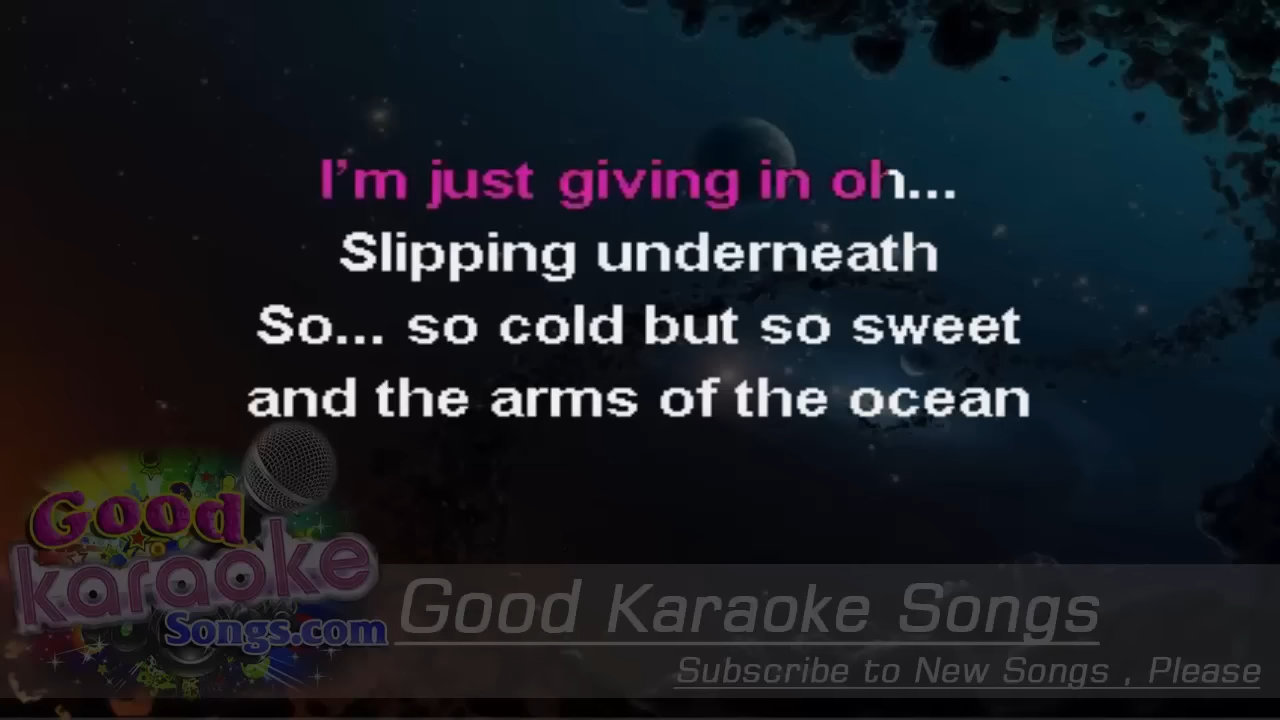 I'm just giving in oh...
Slipping underneath
So... so cold but so sweet
and the arms of the ocean
Good
karaoke
Songs.com
Good Karaoke Songs
Subscribe to New Songs , Please